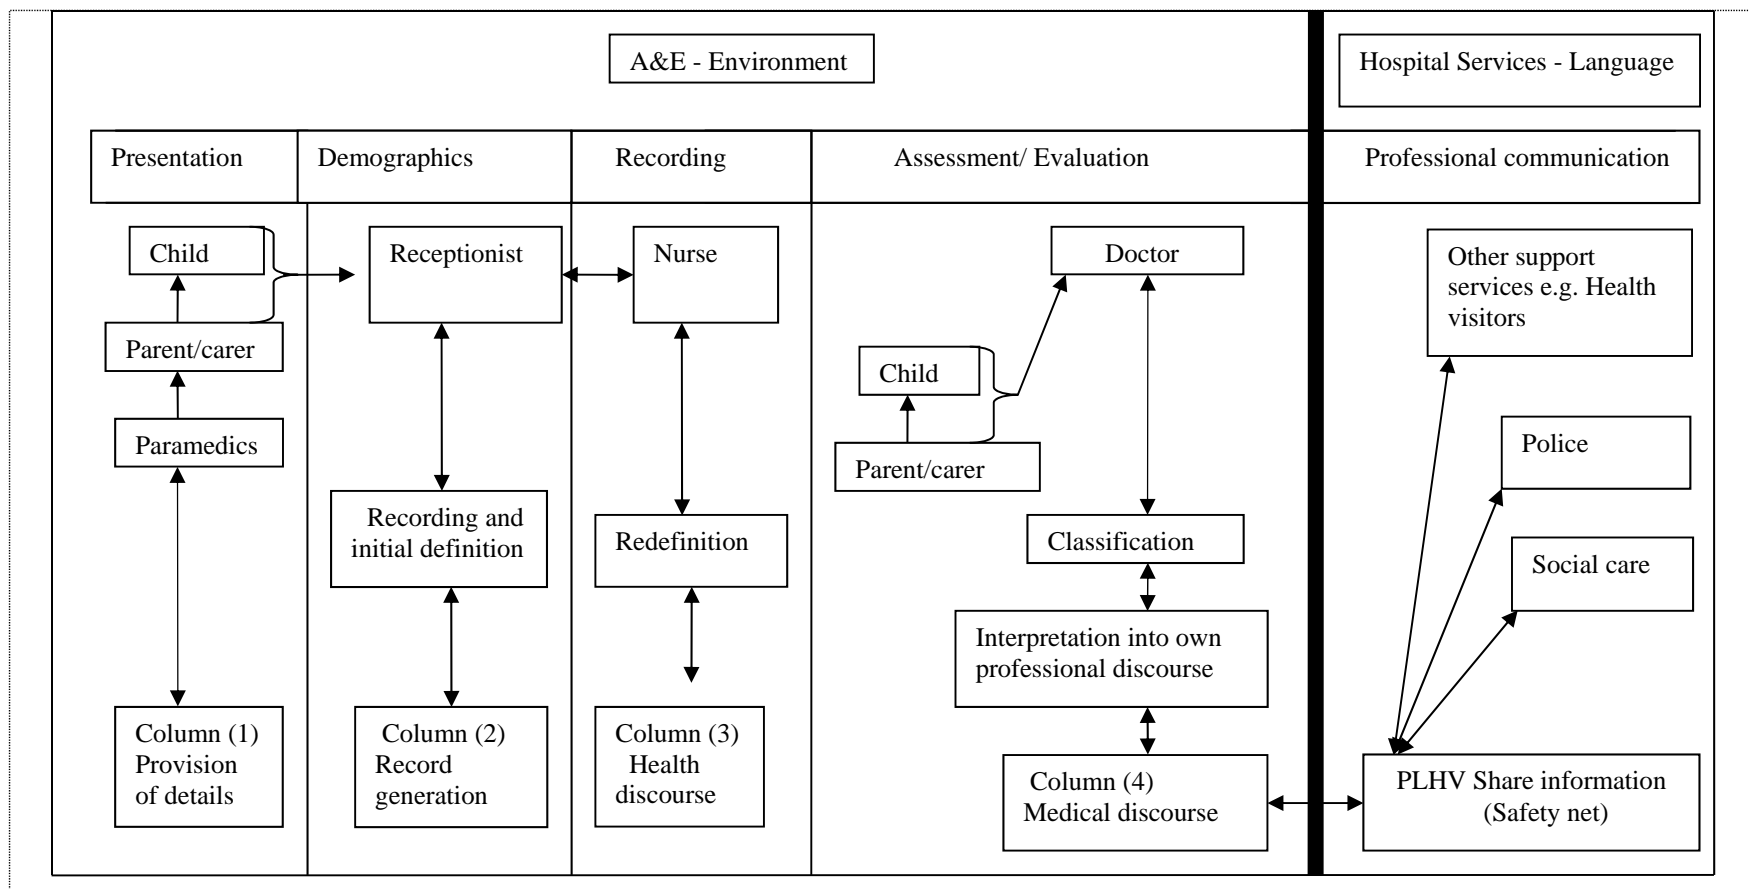 A&E - Environment
Hospital Services - Language
Presentation
Demographics
Recording
Assessment/ Evaluation
Professional communication
Child
Parent/carer
Paramedics
Column (1)
Provision
of details
Receptionist
Recording and
initial definition
Column (2)
Record
generation
Nurse
Redefinition
Column (3)
Health
discourse
Doctor
Child
Parent/carer
Classification
Interpretation into own
professional discourse
Column (4)
Medical discourse
Other support
services e.g. Health
visitors
Police
Social care
PLHV Share information
(Safety net)